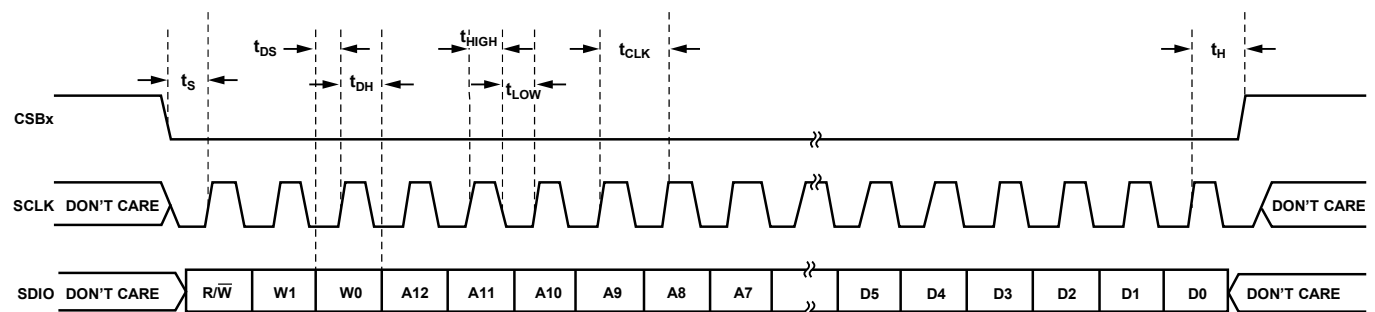 tDS
tHIGH
tCLK
tH
tS
tDH
tLOW
CSBx
SCLK DON'T CARE
DON'T CARE
SDIO DON'T CARE
R/W̅
W1
W0
A12
A11
A10
A9
A8
A7
D5
D4
D3
D2
D1
D0
DON'T CARE